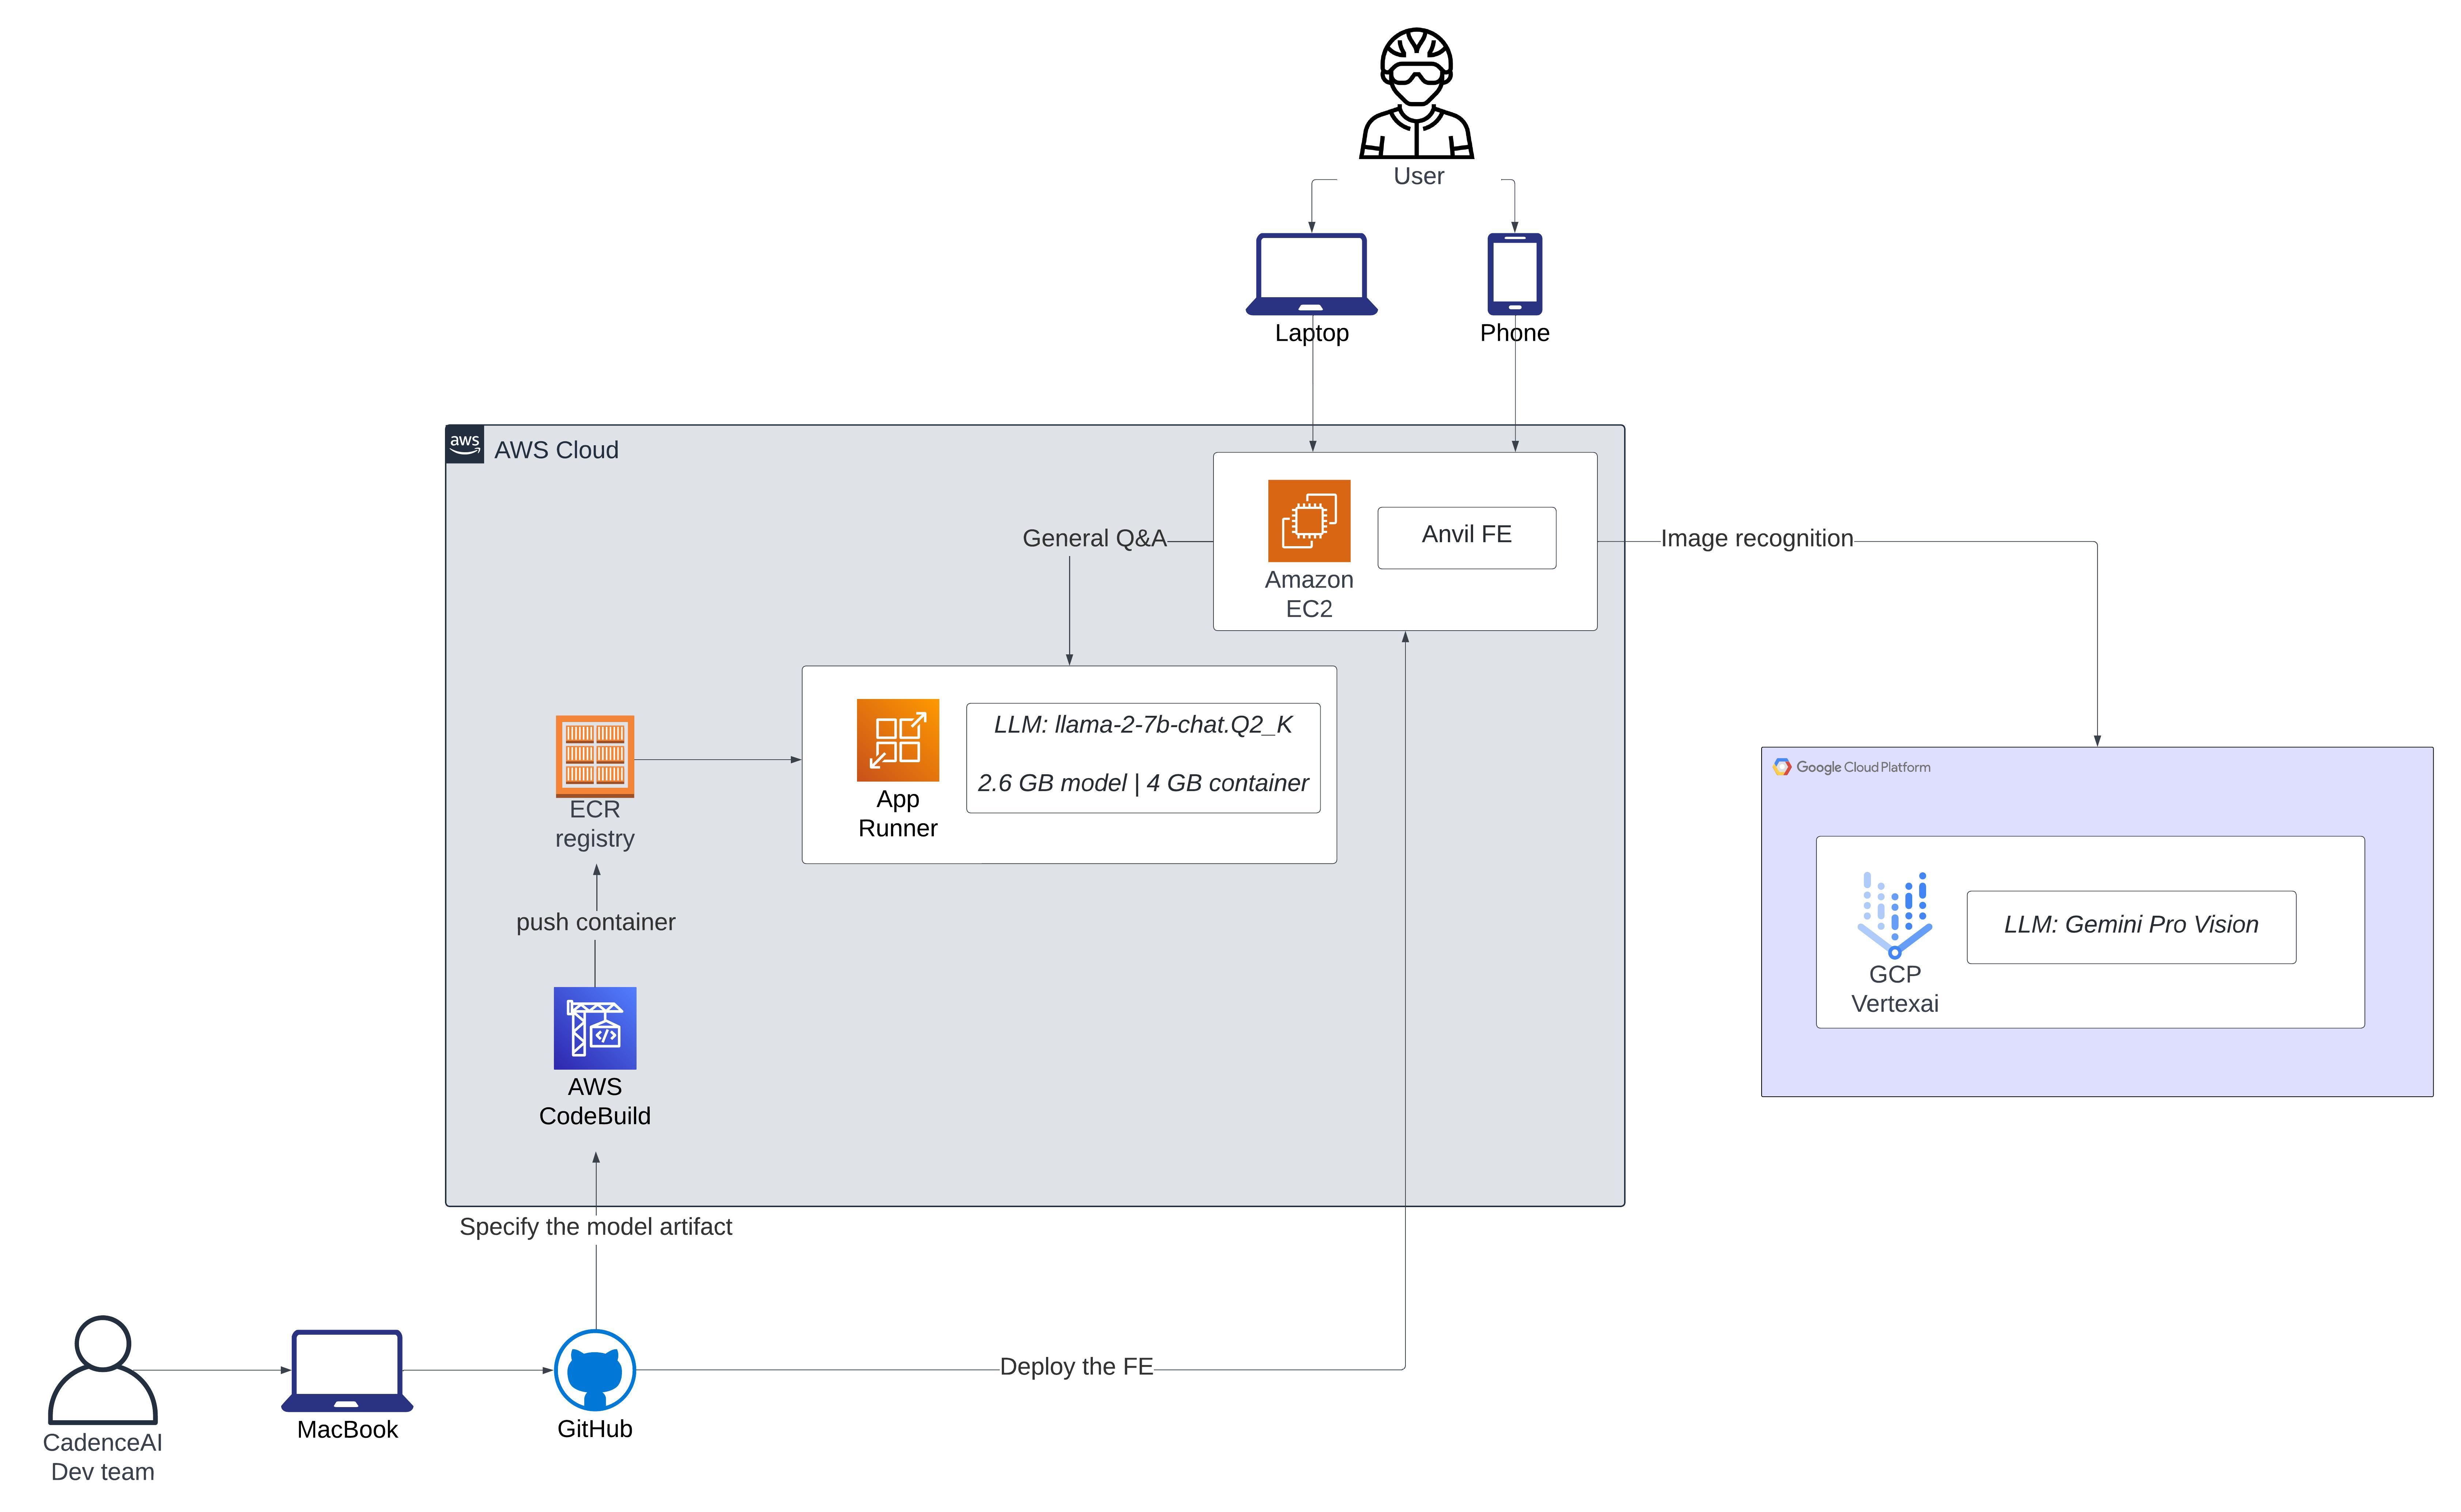 User
Laptop
Phone
aws
AWS Cloud
General Q&A
Amazon
EC2
Anvil FE
Image recognition
ECR
registry
App
Runner
LLM: llama-2-7b-chat.Q2_K
2.6 GB model | 4 GB container
Google Cloud Platform
GCP
Vertexai
LLM: Gemini Pro Vision
push container
AWS
CodeBuild
Specify the model artifact
Deploy the FE
CadenceAI
Dev team
MacBook
GitHub